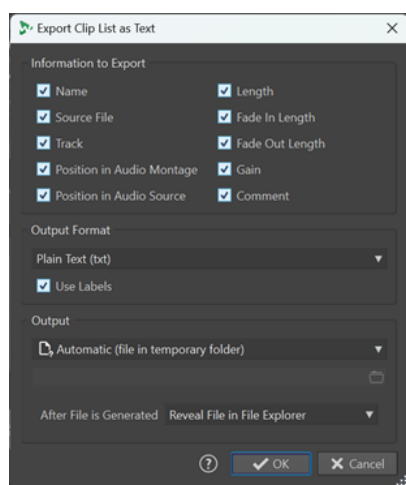 Export Clip List as Text
Information to Export
Name
Length
Source File
Fade In Length
Track
Fade Out Length
Position in Audio Montage
Gain
Position in Audio Source
Comment
Output Format
Plain Text (txt)
Use Labels
Output
Automatic (file in temporary folder)
After File is Generated Reveal File in File Explorer
OK Cancel